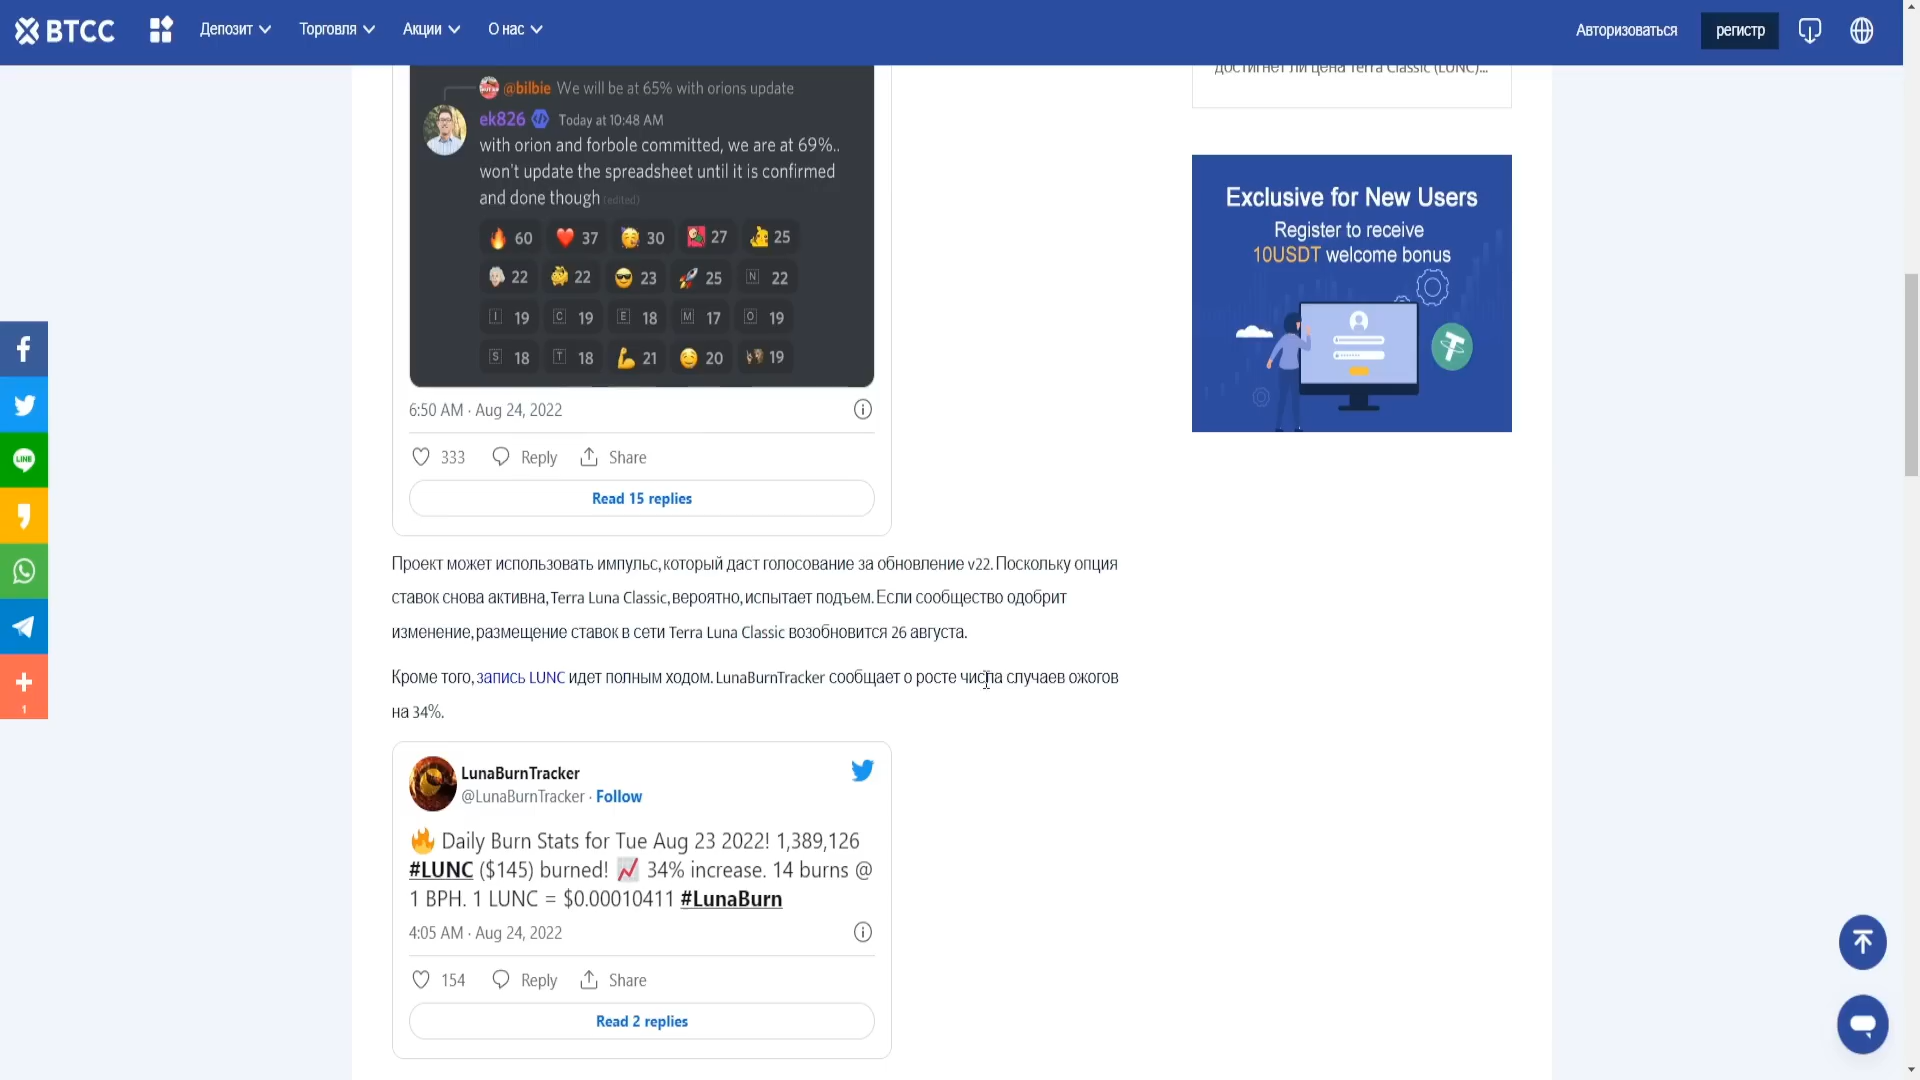 BTCC
Депозит
Торговля
Акции
О нас
Авторизоваться
регистр
достигнет ли цена Terra Classic (LUNC)...
@bilbie We will be at 65% with orions update
ek826 Today at 10:48 AM
with orion and forbole committed, we are at 69%..
won't update the spreadsheet until it is confirmed
and done though (edited)
60 37 30 27 25
22 22 23 25 N 22
I 19 C 19 E 18 M 17 O 19
S 18 T 18 21 20 19
6:50 AM · Aug 24, 2022
333 Reply Share
Read 15 replies
Exclusive for New Users
Register to receive
10USDT welcome bonus
LINE
1
Проект может использовать импульс, который даст голосование за обновление v22. Поскольку опция
ставок снова активна, Terra Luna Classic, вероятно, испытает подъем. Если сообщество одобрит
изменение, размещение ставок в сети Terra Luna Classic возобновится 26 августа.
Кроме того, запись LUNC идет полным ходом. LunaBurnTracker сообщает о росте числа случаев ожогов
на 34%.
LunaBurnTracker
@LunaBurnTracker · Follow
Daily Burn Stats for Tue Aug 23 2022! 1,389,126
#LUNC ($145) burned! 34% increase. 14 burns @
1 BPH. 1 LUNC = $0.00010411 #LunaBurn
4:05 AM · Aug 24, 2022
154 Reply Share
Read 2 replies